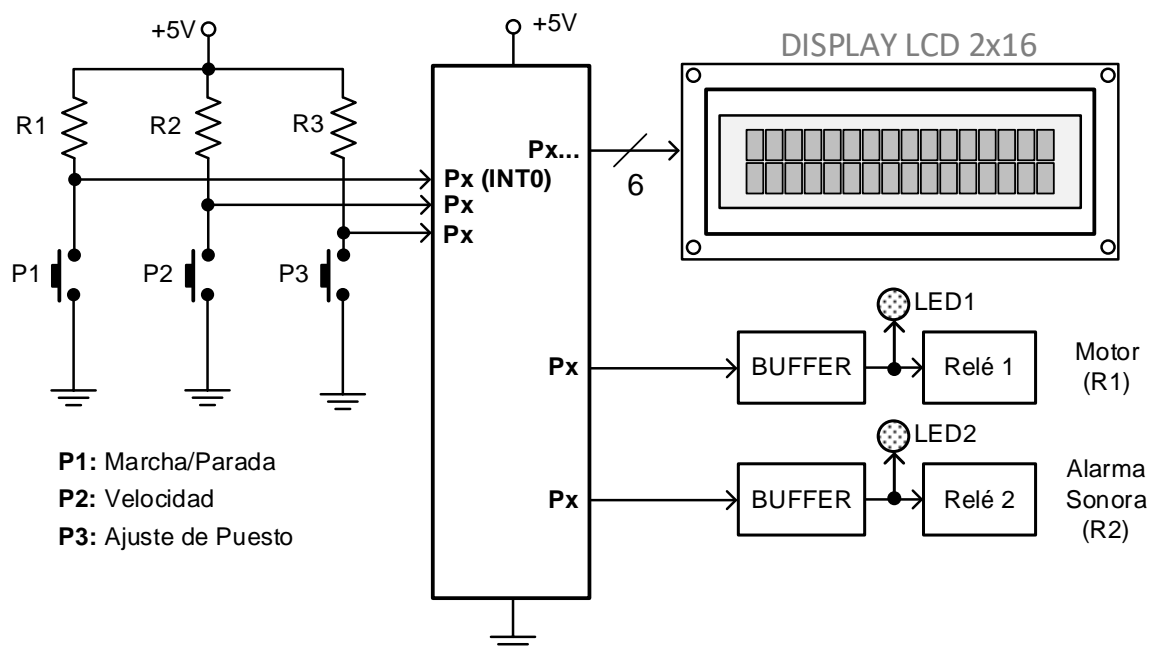 +5V
+5V
DISPLAY LCD 2x16
R1
R2
R3
Px...
6
Px (INT0)
Px
Px
P1
P2
P3
LED1
Px
BUFFER
Relé 1
Motor
(R1)
LED2
Px
BUFFER
Relé 2
Alarma
Sonora
(R2)
P1: Marcha/Parada
P2: Velocidad
P3: Ajuste de Puesto